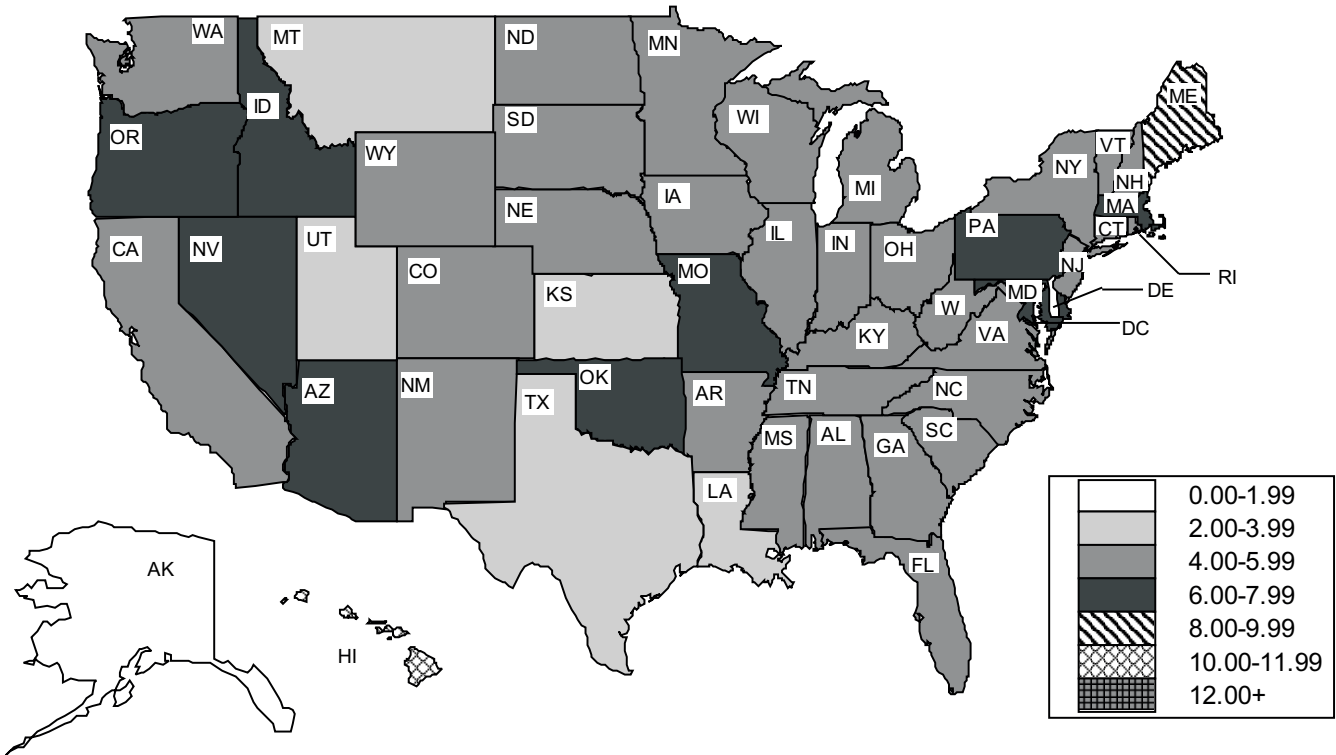 WA
MT
ND
MN
ME
ID
OR
SD
WI
VT
WY
NY
NH
MI
MA
NE
IA
PA
CT
CA
NV
UT
IL
IN
OH
CO
MO
NJ
RI
KS
MD
DE
W
DC
KY
VA
AZ
NM
OK
TX
AR
TN
NC
MS
AL
GA
SC
LA
FL
AK
HI
0.00-1.99
2.00-3.99
4.00-5.99
6.00-7.99
8.00-9.99
10.00-11.99
12.00+